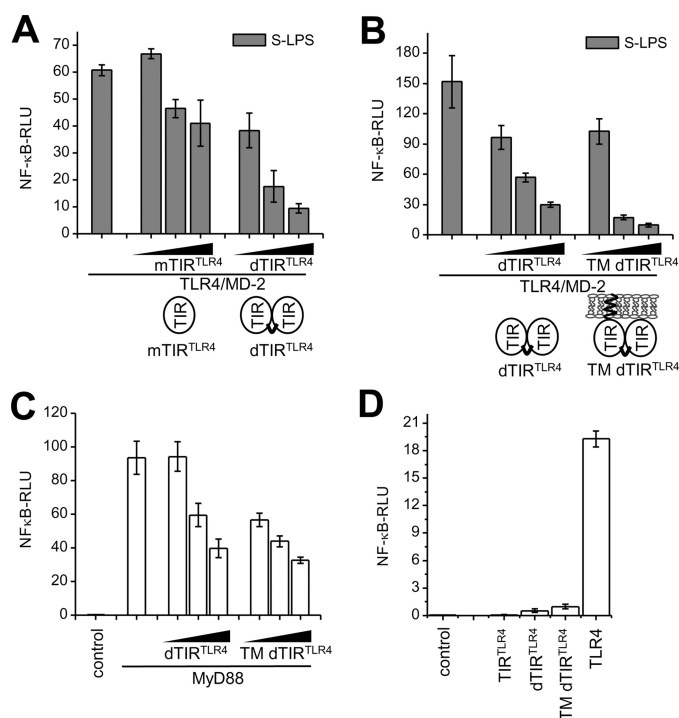 A
S-LPS
NF-κB-RLU
70
60
50
40
30
20
10
0
mTIR^TLR4 dTIR^TLR4
TLR4/MD-2
TIR TIR TIR
mTIR^TLR4 dTIR^TLR4
B
S-LPS
NF-κB-RLU
180
150
120
90
60
30
0
dTIR^TLR4 TM dTIR^TLR4
TLR4/MD-2
TIR TIR TIR TIR
dTIR^TLR4 TM dTIR^TLR4
C
NFκB-RLU
120
100
80
60
40
20
0
control
dTIR^TLR4 TM dTIR^TLR4
MyD88
D
NF-κB-RLU
21
18
15
12
9
6
3
0
control
TIR^TLR4
dTIR^TLR4
TM dTIR^TLR4
TLR4